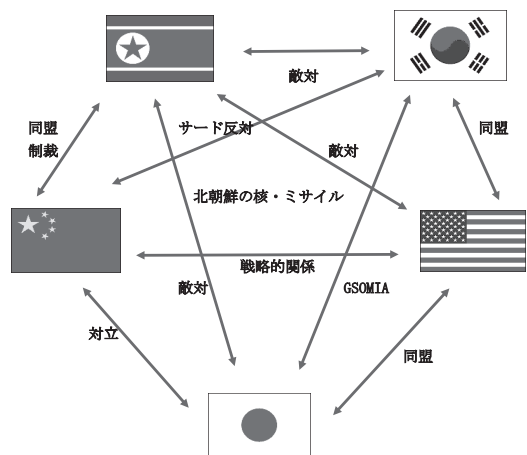 敵対
同盟
制裁
サード反対
敵対
同盟
北朝鮮の核・ミサイル
戦略的関係
敵対
GSOMIA
対立
同盟